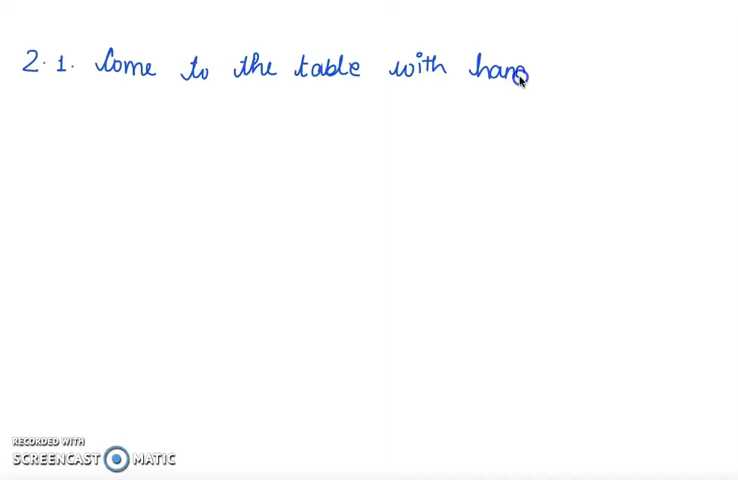 2.1. Come to the table with han
RECORDED WITH
SCREENCAST MATIC